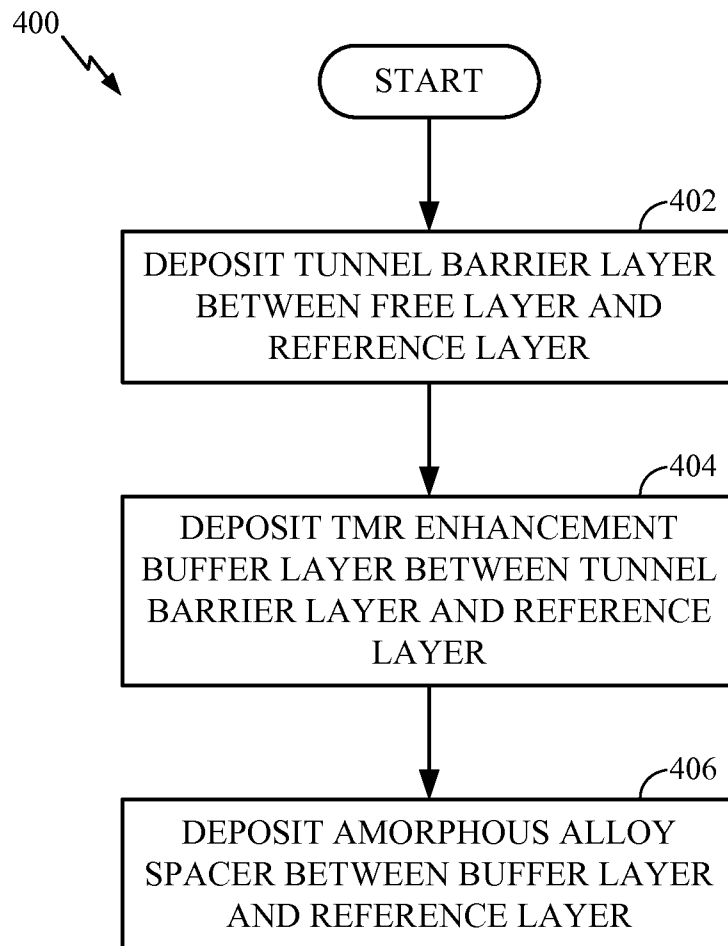 400
START
402
DEPOSIT TUNNEL BARRIER LAYER
BETWEEN FREE LAYER AND
REFERENCE LAYER
404
DEPOSIT TMR ENHANCEMENT
BUFFER LAYER BETWEEN TUNNEL
BARRIER LAYER AND REFERENCE
LAYER
406
DEPOSIT AMORPHOUS ALLOY
SPACER BETWEEN BUFFER LAYER
AND REFERENCE LAYER